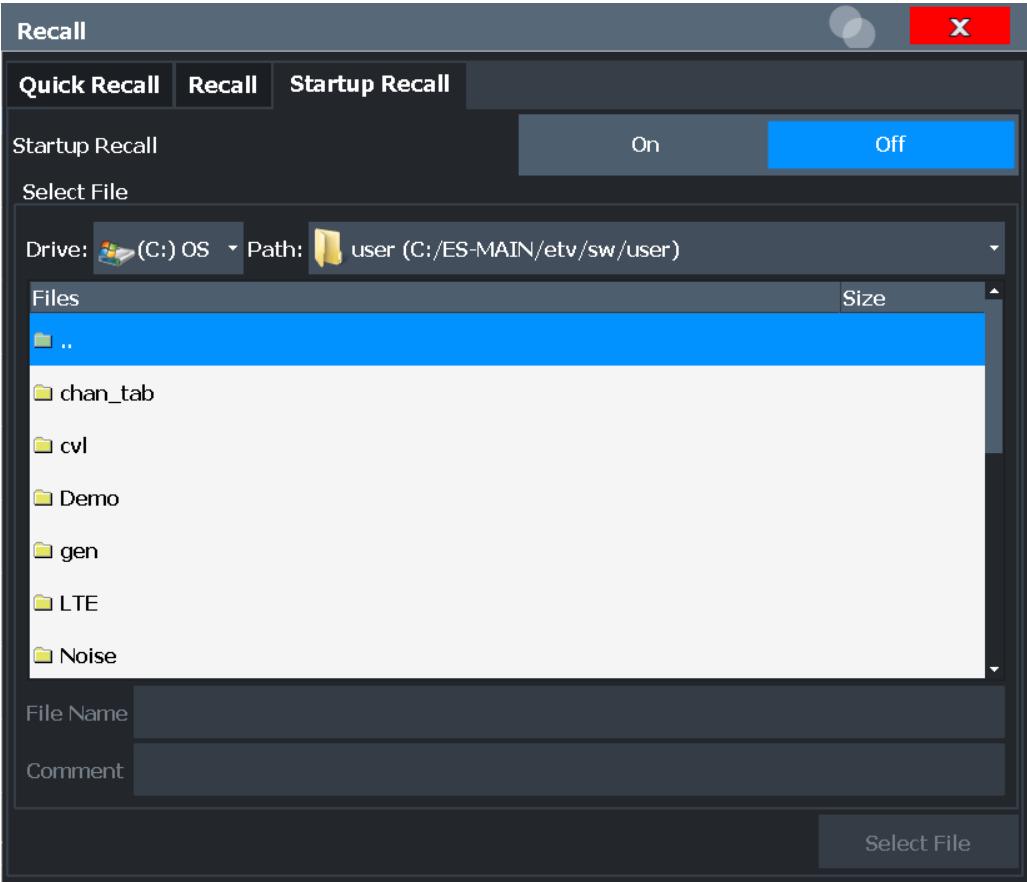 Recall X
Quick Recall Recall Startup Recall
Startup Recall On Off
Select File
Drive: (C:) OS Path: user (C:/ES-MAIN/etv/sw/user)
Files Size
..
chan_tab
cvl
Demo
gen
LTE
Noise
File Name
Comment
Select File